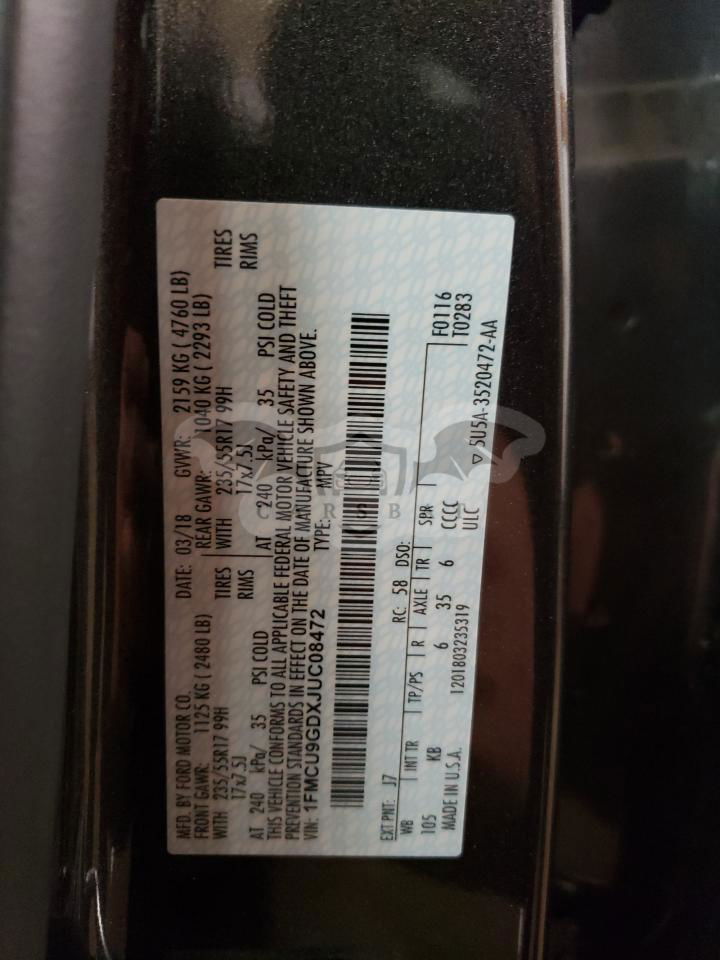 MFD. BY FORD MOTOR CO. DATE: 03/18 GVWR: 2159 KG ( 4760 LB)
FRONT GAWR: 1125 KG ( 2480 LB) REAR GAWR: 1040 KG ( 2293 LB)
WITH 235/55R17 99H TIRES WITH 235/55R17 99H TIRES
17x7.5J RIMS 17x7.5J RIMS
AT 240 kPa/ 35 PSI COLD AT 240 kPa/ 35 PSI COLD
THIS VEHICLE CONFORMS TO ALL APPLICABLE FEDERAL MOTOR VEHICLE SAFETY AND THEFT
PREVENTION STANDARDS IN EFFECT ON THE DATE OF MANUFACTURE SHOWN ABOVE.
VIN: 1FMCU9GDXJUC08472 TYPE: MPV
F0116
T0283
EXT PNT: J7 RC: 58 DSO:
WB INT TR TP/PS R AXLE TR SPR
105 KB 6 35 6 CCCC
ULC
MADE IN U.S.A. 1201803235319
▽ 5U5A-3520472-AA